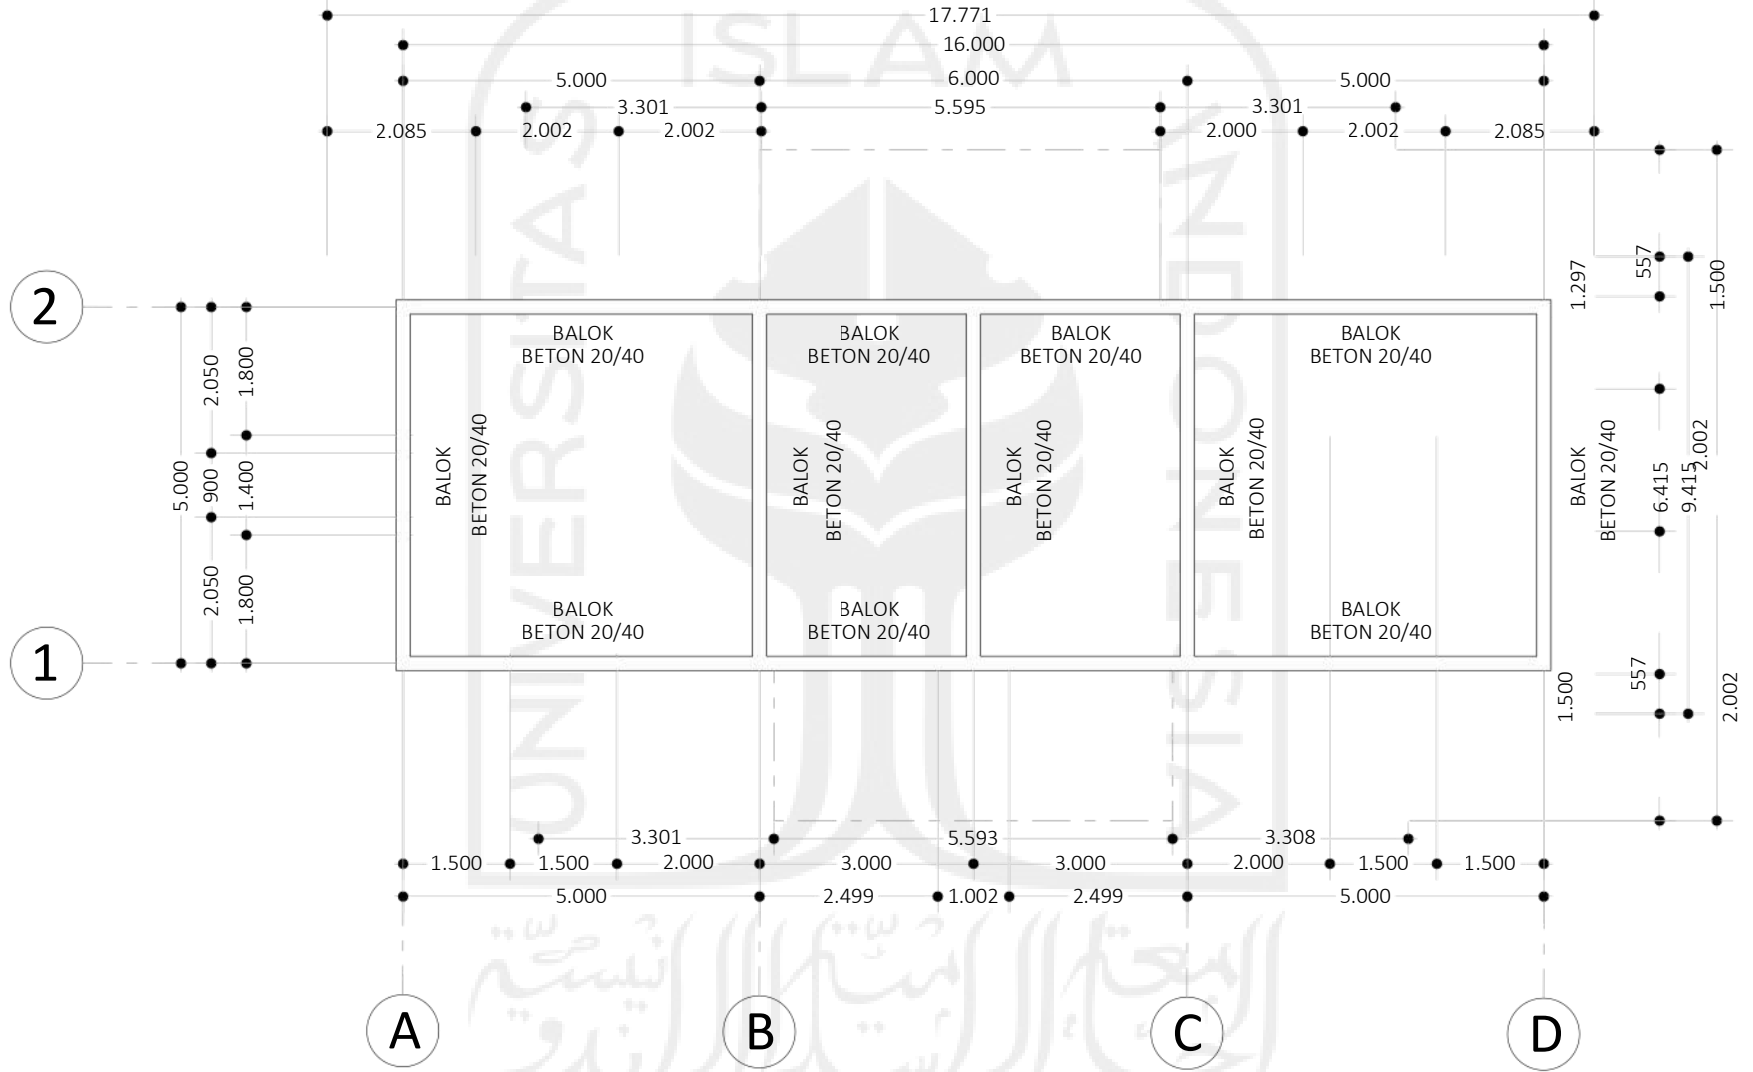 17.771
16.000
5.000 6.000 5.000
3.301 5.595 3.301
2.085 2.002 2.002 2.000 2.002 2.085
ISLAM
UNIVERSITAS
INDONESIA
2
1
5.000
2.050
900
2.050
1.800
1.400
1.800
BALOK
BETON 20/40
BALOK
BETON 20/40
BALOK
BETON 20/40
BALOK
BETON 20/40
BALOK
BETON 20/40
BALOK
BETON 20/40
BALOK
BETON 20/40
BALOK
BETON 20/40
BALOK
BETON 20/40
BALOK
BETON 20/40
BALOK
BETON 20/40
BALOK
BETON 20/40
1.297
557
1.500
6.415
9.415
2.002
1.500
557
2.002
3.301 5.593 3.308
1.500 1.500 2.000 3.000 3.000 2.000 1.500 1.500
5.000 2.499 1.002 2.499 5.000
A B C D